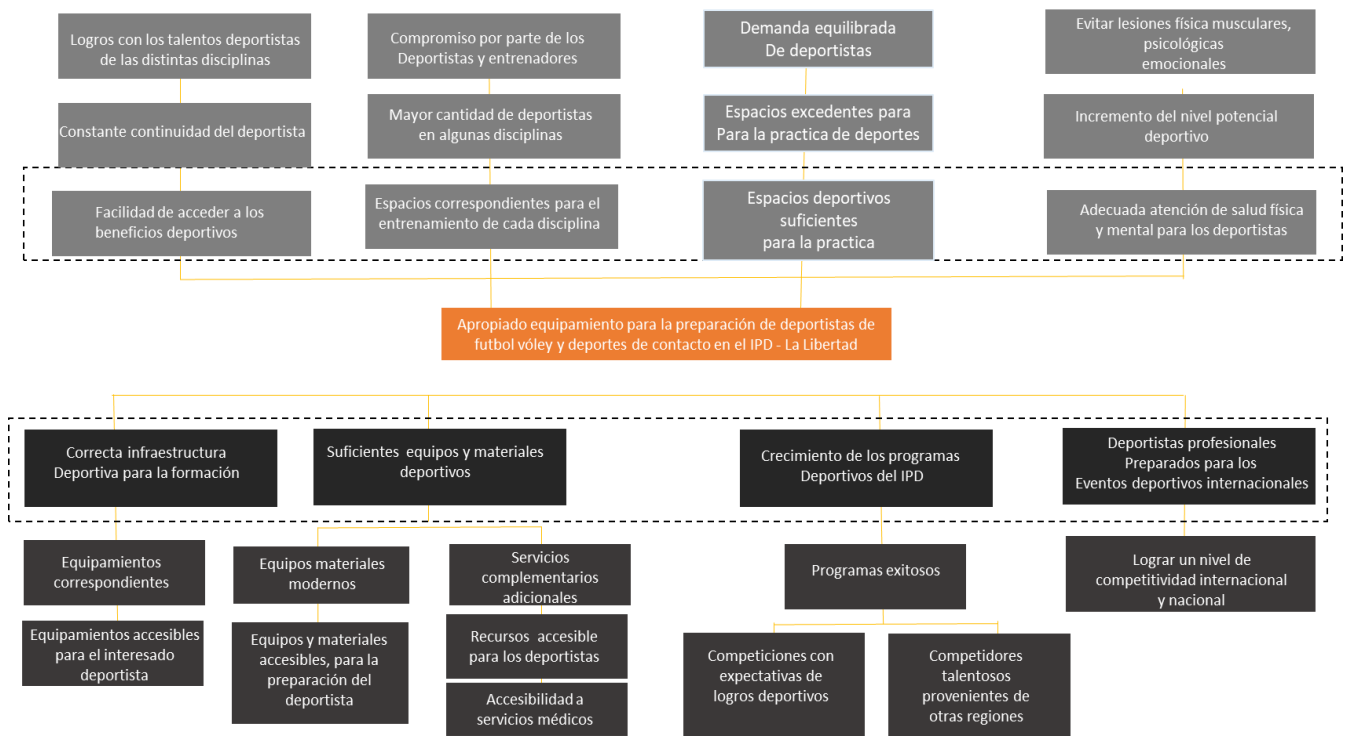 Logros con los talentos deportistas
de las distintas disciplinas
Compromiso por parte de los
Deportistas y entrenadores
Demanda equilibrada
De deportistas
Evitar lesiones física musculares,
psicológicas
emocionales
Constante continuidad del deportista
Mayor cantidad de deportistas
en algunas disciplinas
Espacios excedentes para
Para la practica de deportes
Incremento del nivel potencial
deportivo
Facilidad de acceder a los
beneficios deportivos
Espacios correspondientes para el
entrenamiento de cada disciplina
Espacios deportivos
suficientes
para la practica
Adecuada atención de salud física
y mental para los deportistas
Apropiado equipamiento para la preparación de deportistas de
futbol vóley y deportes de contacto en el IPD - La Libertad
Correcta infraestructura
Deportiva para la formación
Suficientes equipos y materiales
deportivos
Crecimiento de los programas
Deportivos del IPD
Deportistas profesionales
Preparados para los
Eventos deportivos internacionales
Equipamientos
correspondientes
Equipos materiales
modernos
Servicios
complementarios
adicionales
Programas exitosos
Lograr un nivel de
competitividad internacional
y nacional
Equipamientos accesibles
para el interesado
deportista
Equipos y materiales
accesibles, para la
preparación del
deportista
Recursos accesible
para los deportistas
Accesibilidad a
servicios médicos
Competiciones con
expectativas de
logros deportivos
Competidores
talentosos
provenientes de
otras regiones